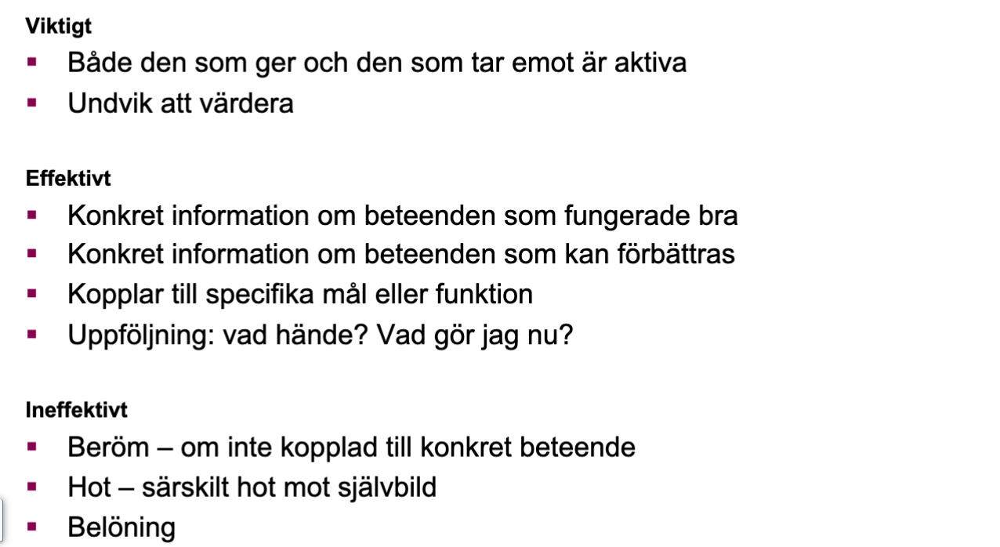 Viktigt
▪ Både den som ger och den som tar emot är aktiva
▪ Undvik att värdera
Effektivt
▪ Konkret information om beteenden som fungerade bra
▪ Konkret information om beteenden som kan förbättras
▪ Kopplar till specifika mål eller funktion
▪ Uppföljning: vad hände? Vad gör jag nu?
Ineffektivt
▪ Beröm – om inte kopplad till konkret beteende
▪ Hot – särskilt hot mot självbild
▪ Belöning